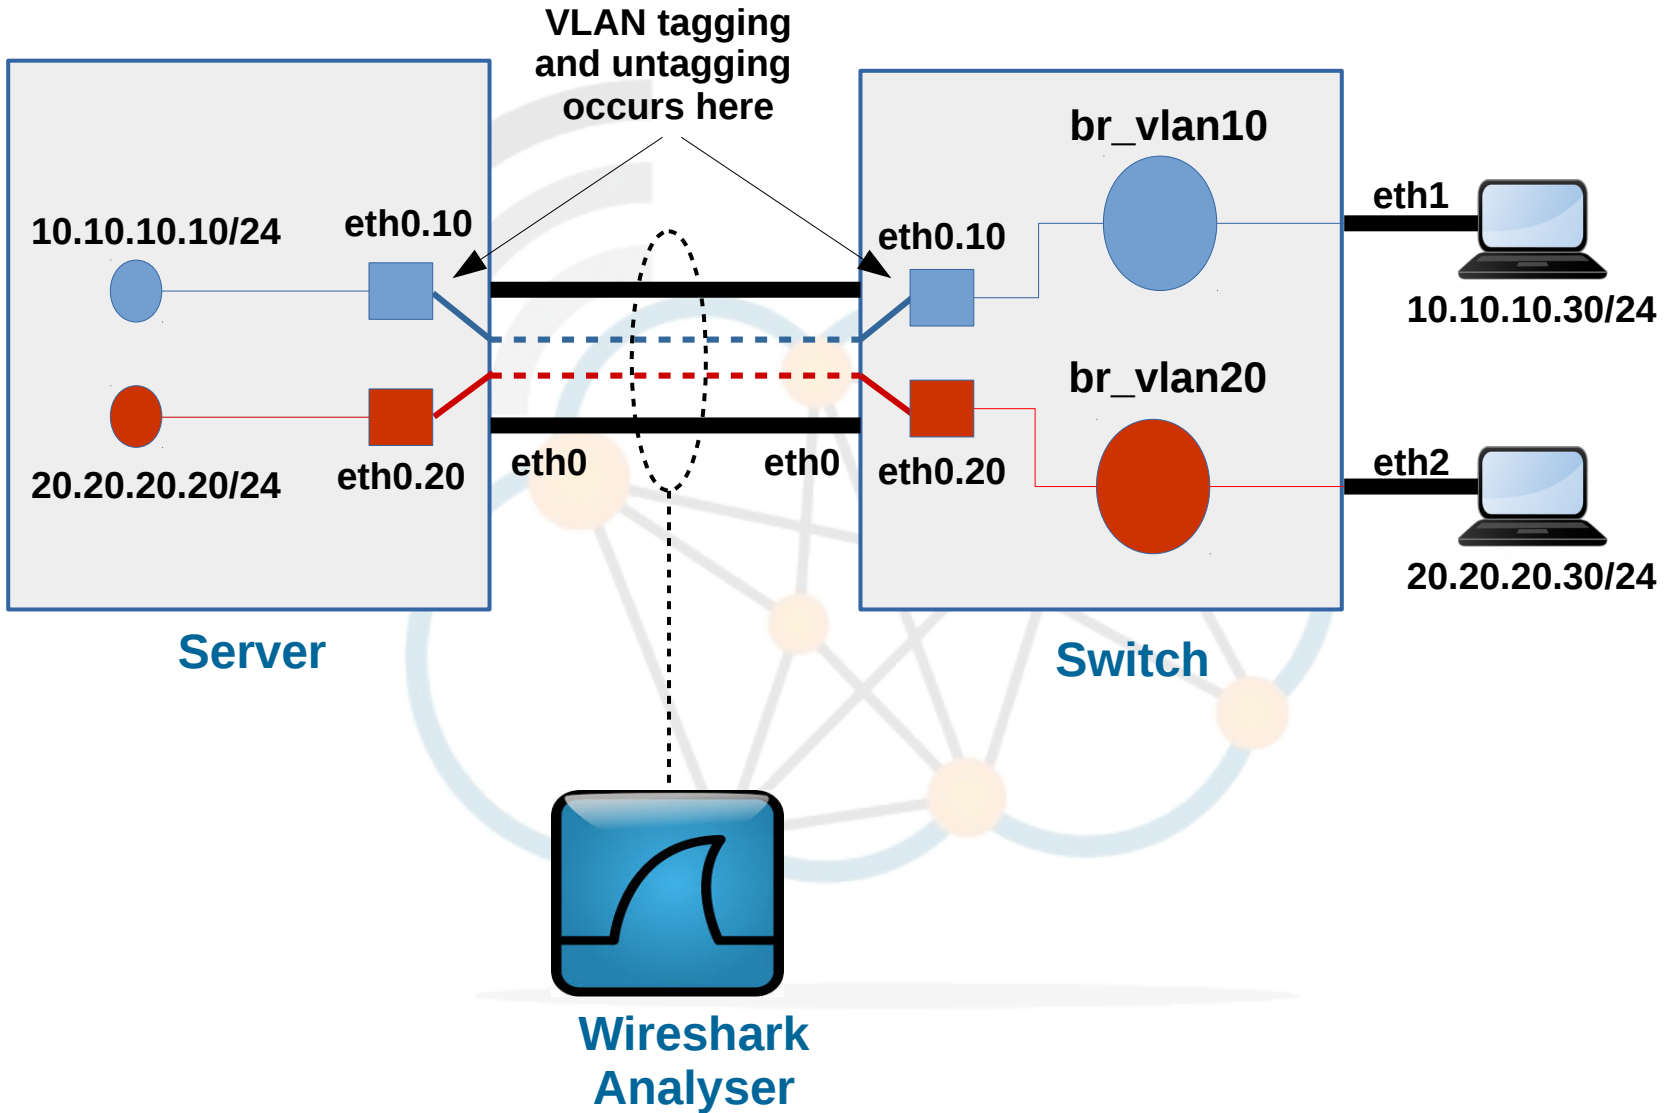 VLAN tagging
and untagging
occurs here
br_vlan10
eth1
10.10.10.10/24
eth0.10
eth0.10
10.10.10.30/24
br_vlan20
eth0
eth0
eth2
20.20.20.20/24
eth0.20
eth0.20
20.20.20.30/24
Server
Switch
Wireshark
Analyser